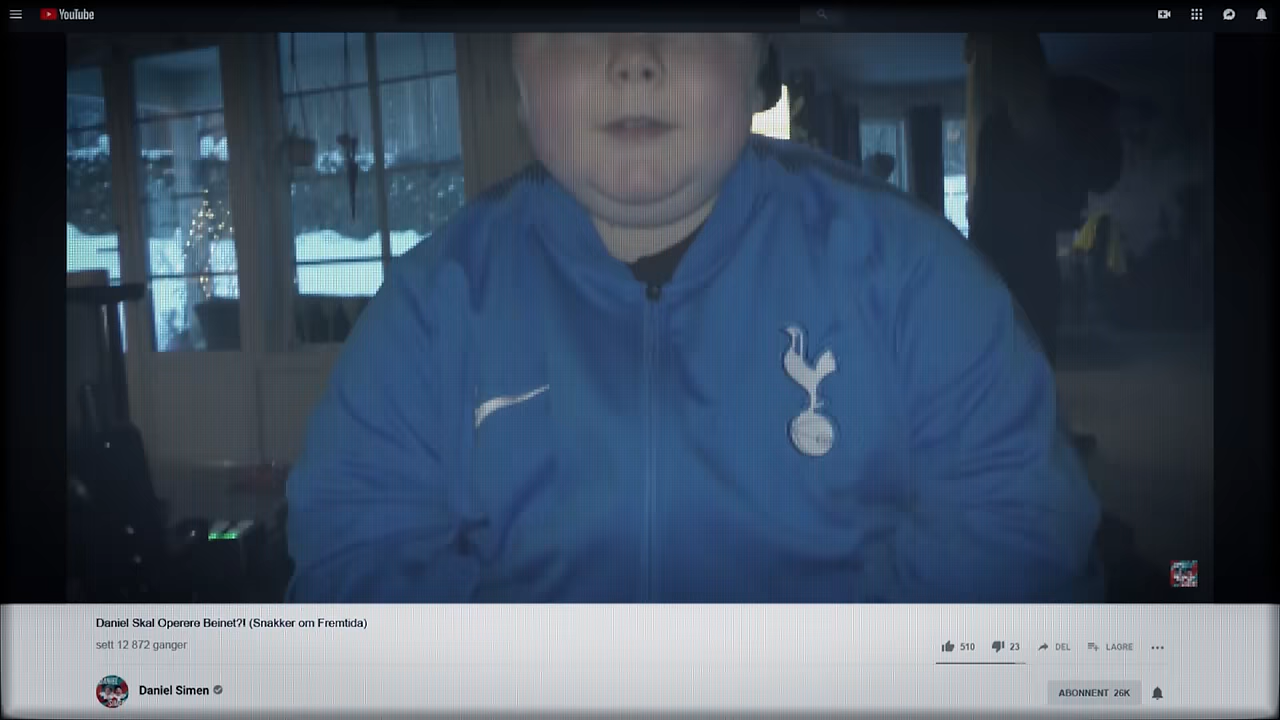 YouTube
Daniel Skal Operere Beinet?! (Snakker om Fremtida)
sett 12 872 ganger
510
23
DEL
LAGRE
Daniel Simen
ABONNENT 26K